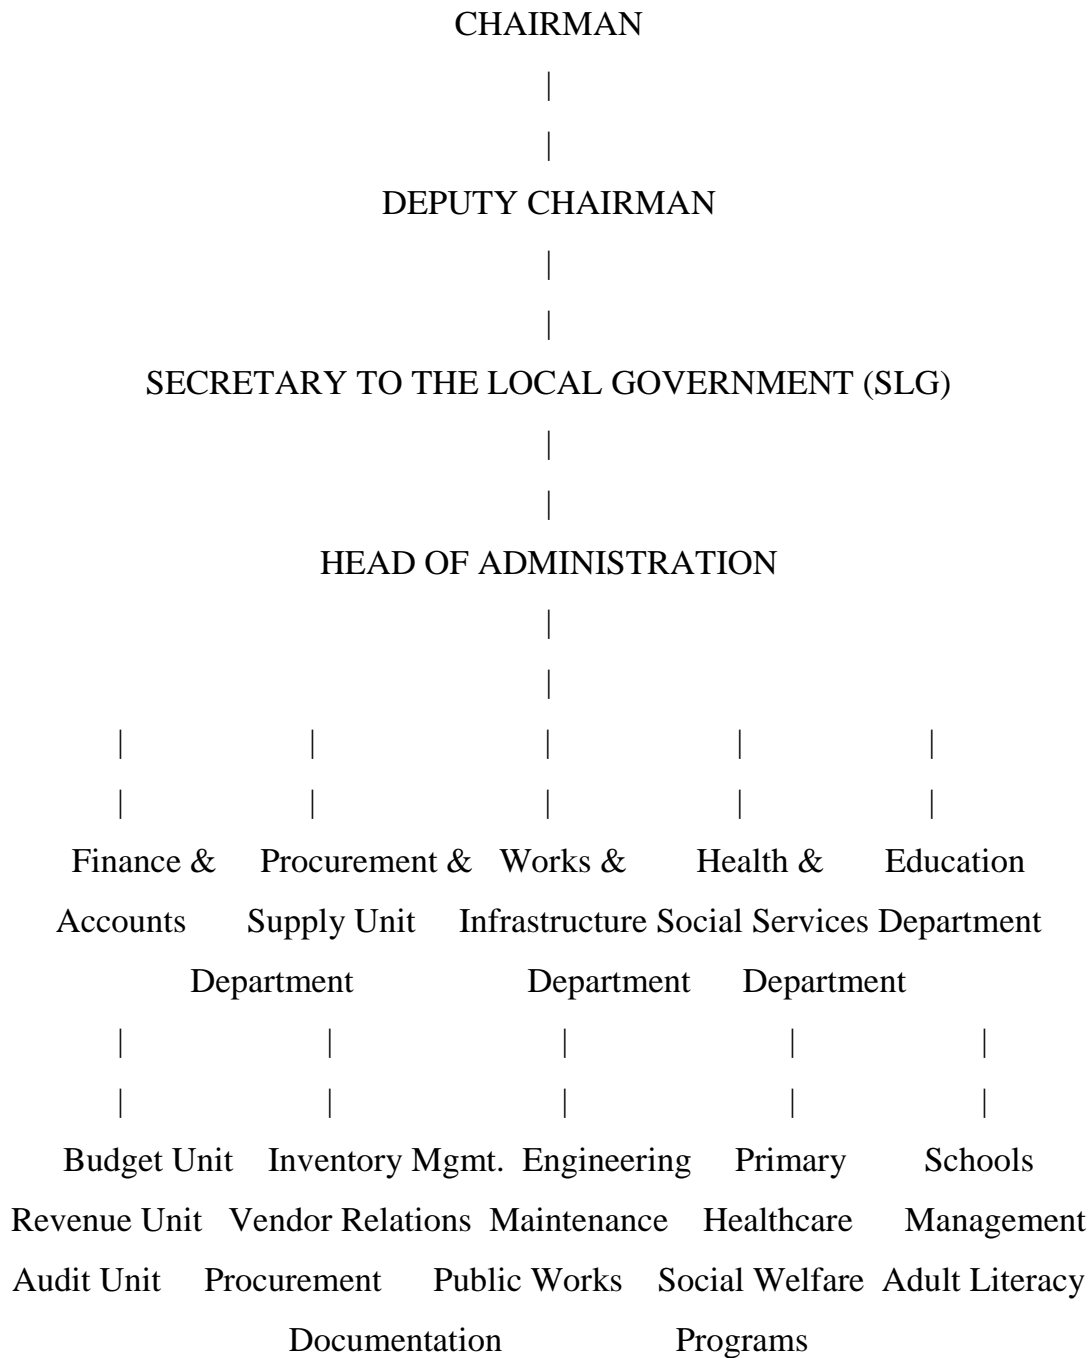 CHAIRMAN
|
|
DEPUTY CHAIRMAN
|
|
SECRETARY TO THE LOCAL GOVERNMENT (SLG)
|
|
HEAD OF ADMINISTRATION
|
|
| | | | |
| | | | |
Finance & Procurement & Works & Health & Education
Accounts Supply Unit Infrastructure Social Services Department
Department Department Department
| | | | |
| | | | |
Budget Unit Inventory Mgmt. Engineering Primary Schools
Revenue Unit Vendor Relations Maintenance Healthcare Management
Audit Unit Procurement Public Works Social Welfare Adult Literacy
Documentation Programs